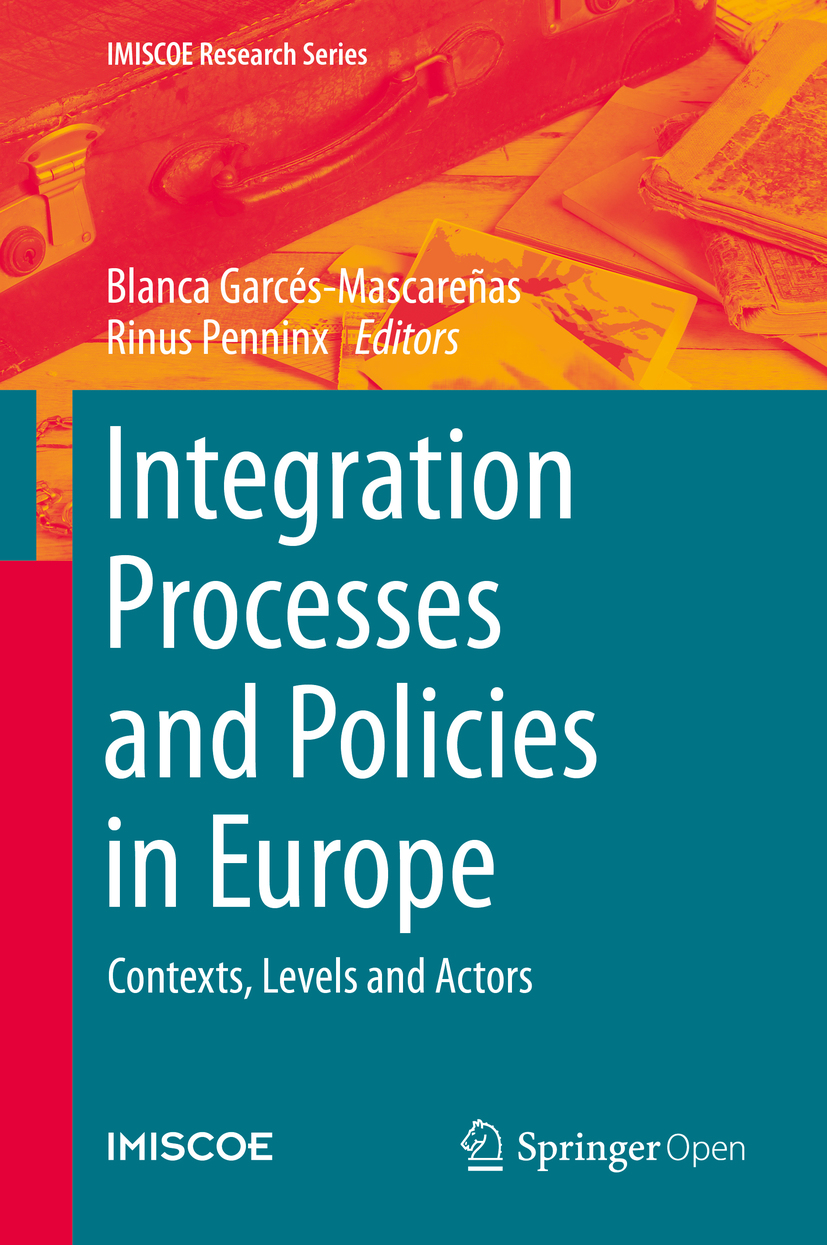 IMISCOE Research Series
Blanca Garcés-Mascareñas
Rinus Penninx Editors
Integration
Processes
and Policies
in Europe
Contexts, Levels and Actors
IMISCOE
Springer Open